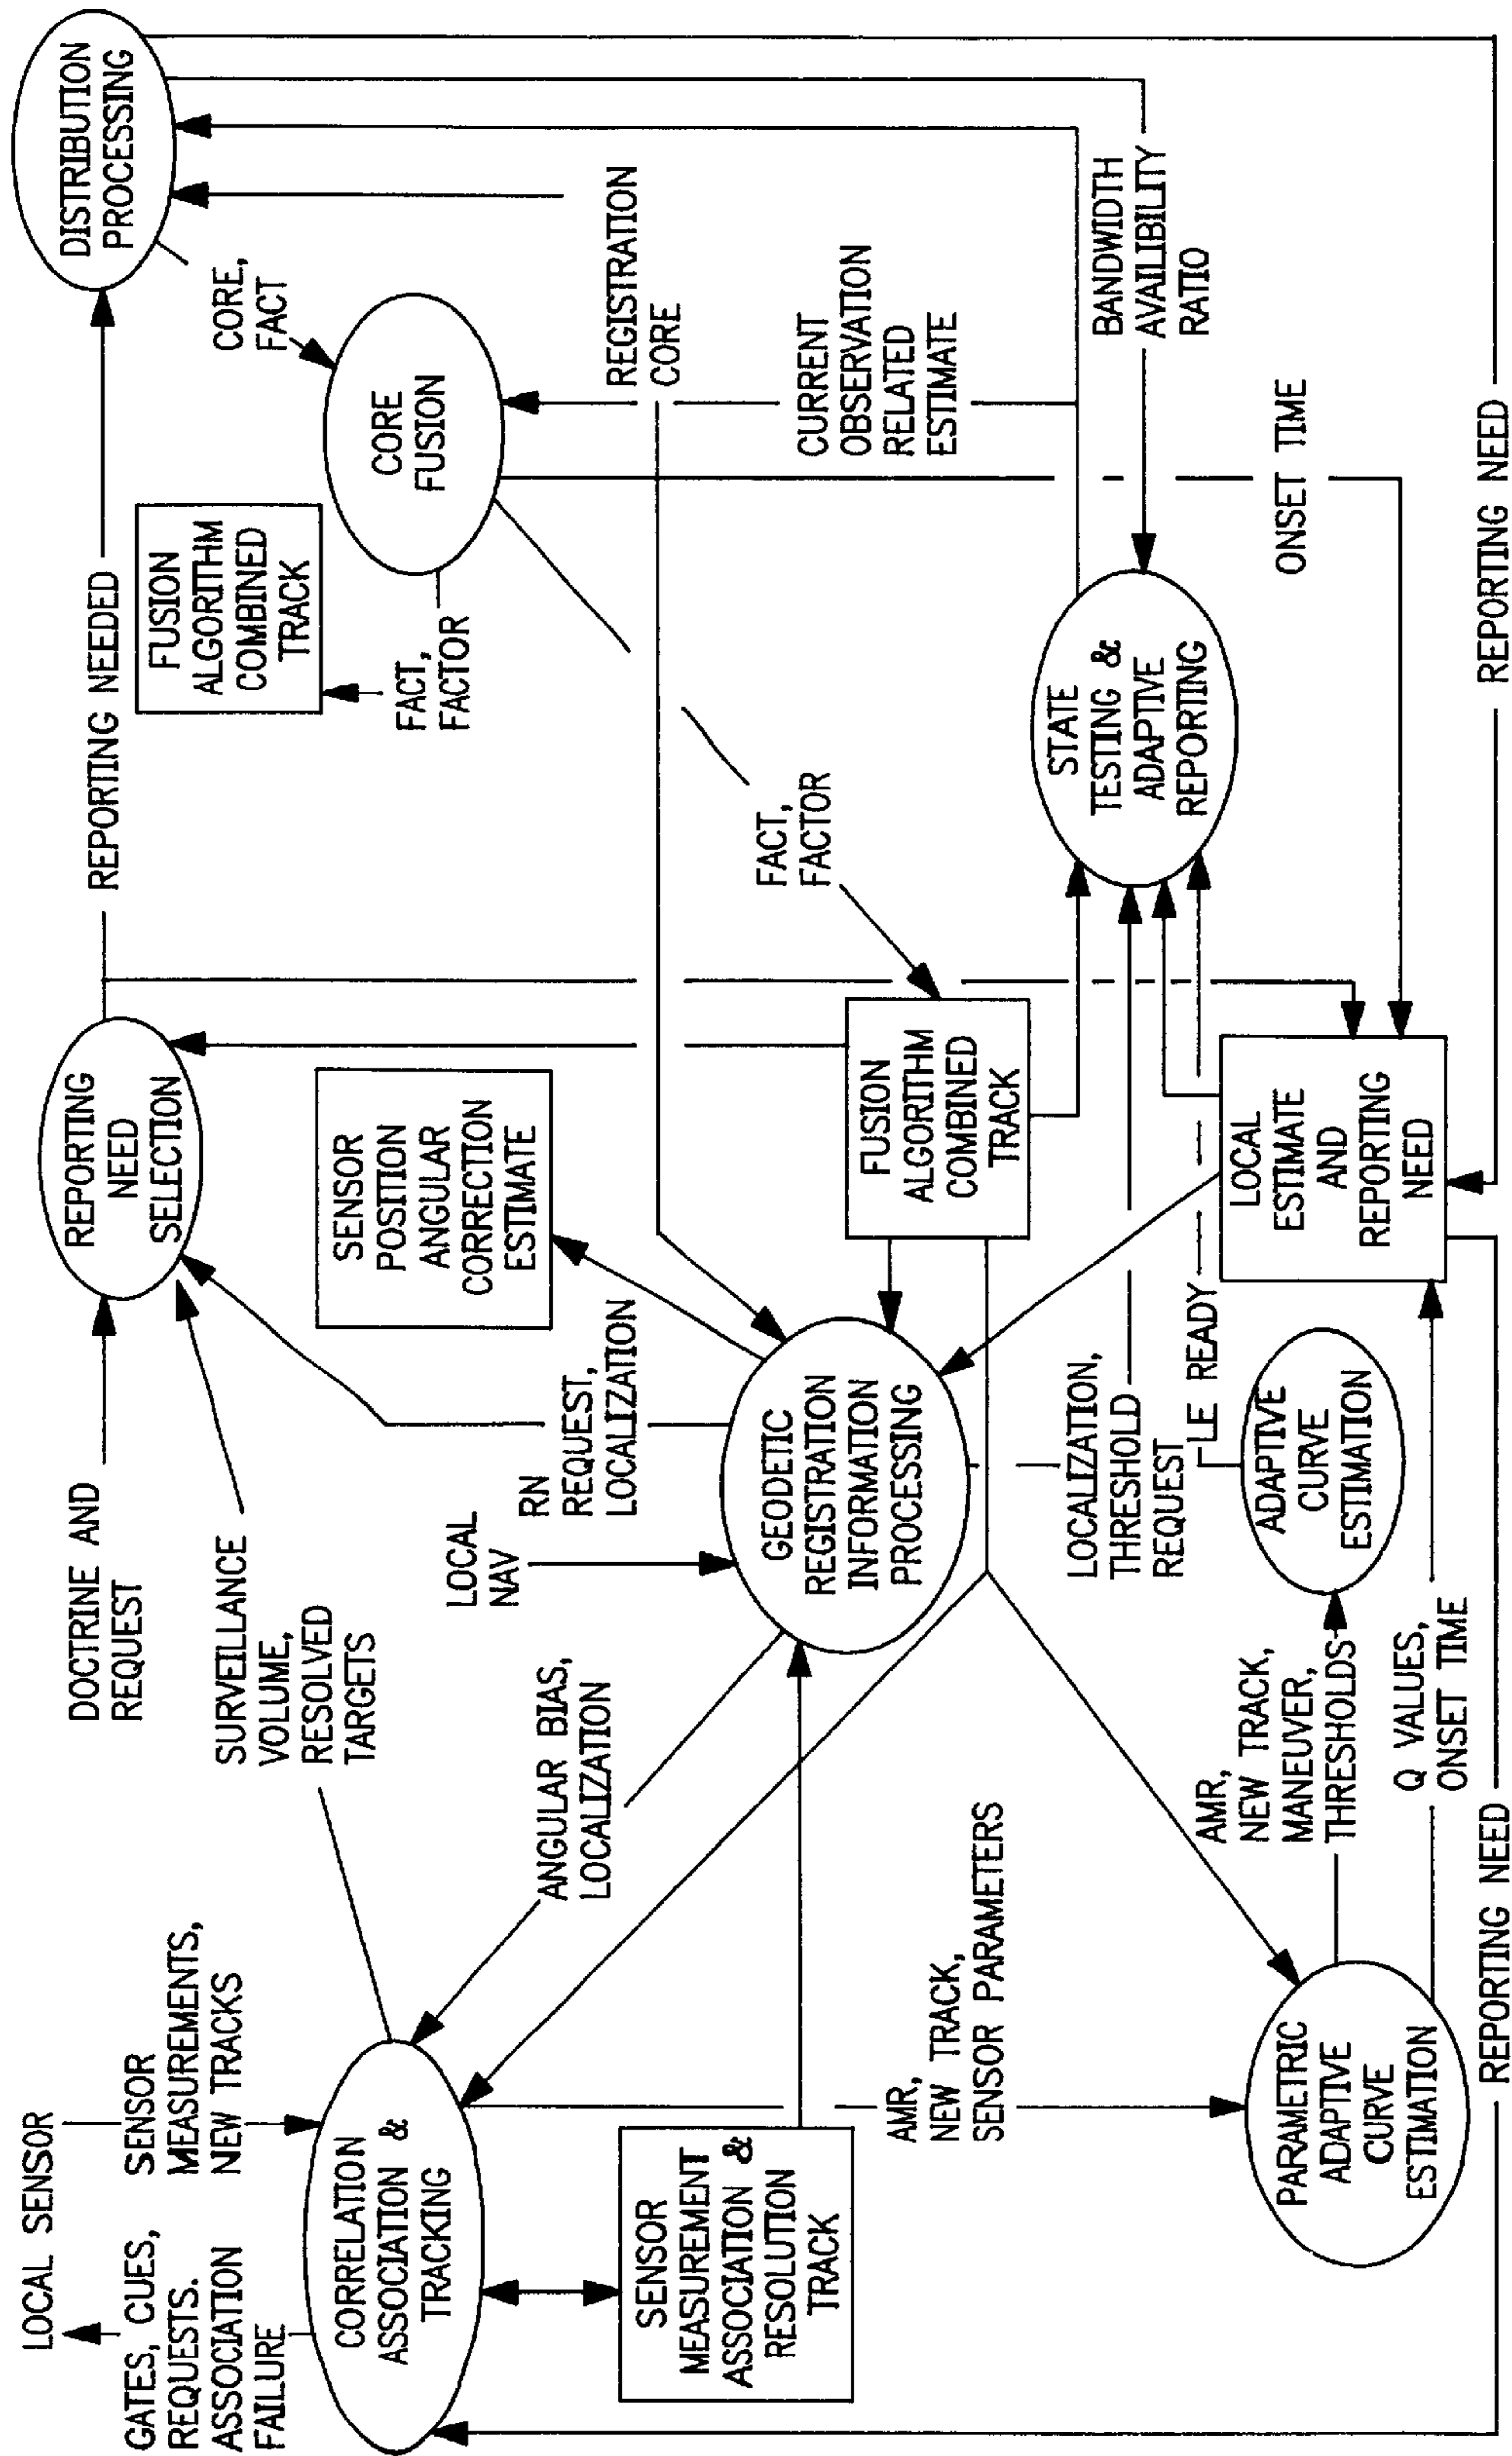 LOCAL SENSOR
GATES, CUES,
REQUESTS.
ASSOCIATION
FAILURE
SENSOR
MEASUREMENTS,
NEW TRACKS
CORRELATION
ASSOCIATION &
TRACKING
SENSOR
MEASUREMENT
ASSOCIATION &
RESOLUTION
TRACK
DOCTRINE AND
REQUEST
SURVEILLANCE
VOLUME,
RESOLVED
TARGETS
ANGULAR BIAS,
LOCALIZATION
AMR,
NEW TRACK,
SENSOR PARAMETERS
PARAMETRIC
ADAPTIVE
CURVE
ESTIMATION
REPORTING NEED
LOCAL
NAV
RN
REQUEST,
LOCALIZATION
GEODETIC
REGISTRATION
INFORMATION
PROCESSING
LOCALIZATION,
THRESHOLD
REQUEST
LE READY
AMR,
NEW TRACK,
MANEUVER,
THRESHOLDS
Q VALUES,
ONSET TIME
ADAPTIVE
CURVE
ESTIMATION
REPORTING
NEED
SELECTION
SENSOR
POSITION
ANGULAR
CORRECTION
ESTIMATE
FUSION
ALGORITHM
COMBINED
TRACK
LOCAL
ESTIMATE
AND
REPORTING
NEED
REPORTING NEEDED
FUSION
ALGORITHM
COMBINED
TRACK
FACT,
FACTOR
FACT,
FACTOR
STATE
TESTING &
ADAPTIVE
REPORTING
CORE
FUSION
CORE,
FACT
DISTRIBUTION
PROCESSING
REGISTRATION
CORE
CURRENT
OBSERVATION
RELATED
ESTIMATE
BANDWIDTH
AVAILIBILITY
RATIO
ONSET TIME
REPORTING NEED